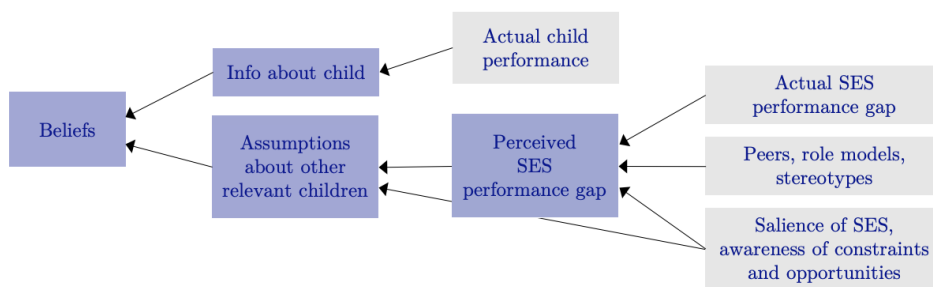 Beliefs
Info about child
Assumptions
about other
relevant children
Actual child
performance
Perceived
SES
performance gap
Actual SES
performance gap
Peers, role models,
stereotypes
Salience of SES,
awareness of constraints
and opportunities